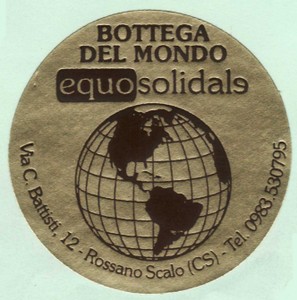 BOTTEGA
DEL MONDO
equosolidale
Via C. Battisti, 12 - Rossano Scalo (CS) - Tel. 0983.530795